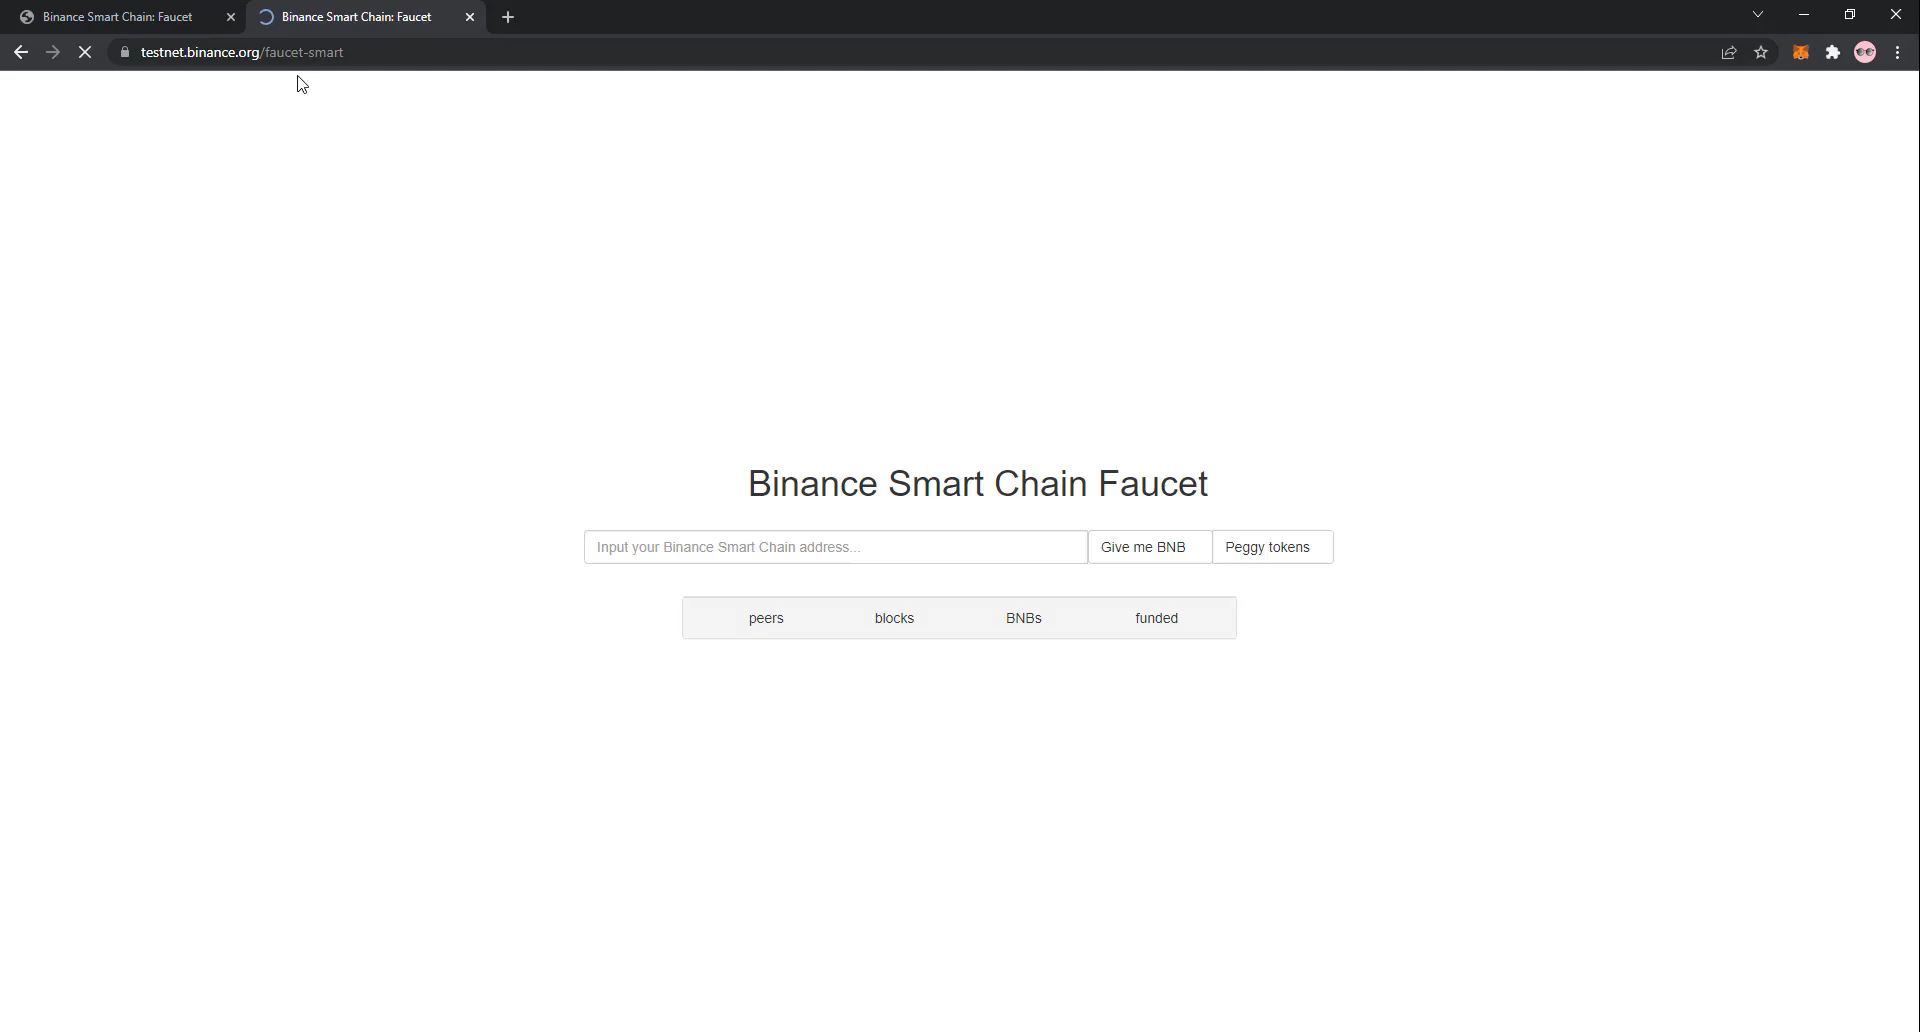 Binance Smart Chain: Faucet
Binance Smart Chain: Faucet
testnet.binance.org/faucet-smart
Binance Smart Chain Faucet
Input your Binance Smart Chain address... Give me BNB Peggy tokens
peers blocks BNBs funded